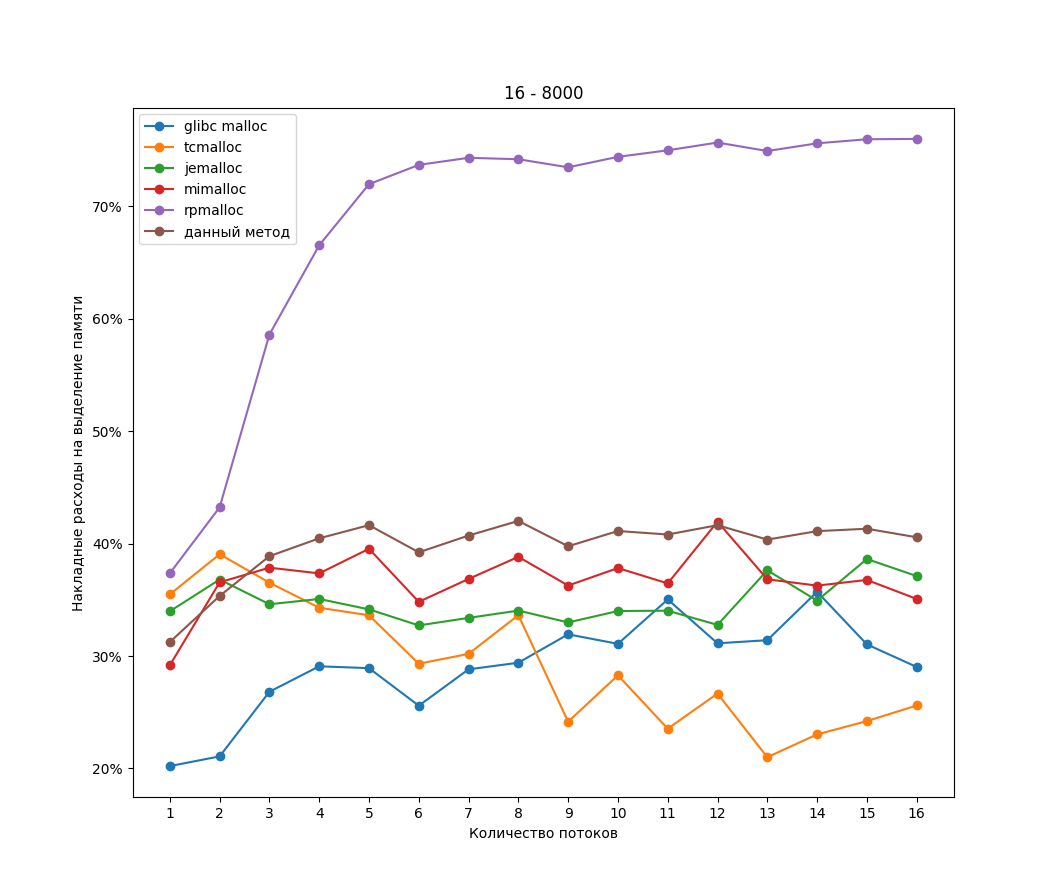 16 - 8000
glibc malloc
tcmalloc
jemalloc
mimalloc
rpmalloc
данный метод
Накладные расходы на выделение памяти
70%
60%
50%
40%
30%
20%
1 2 3 4 5 6 7 8 9 10 11 12 13 14 15 16
Количество потоков